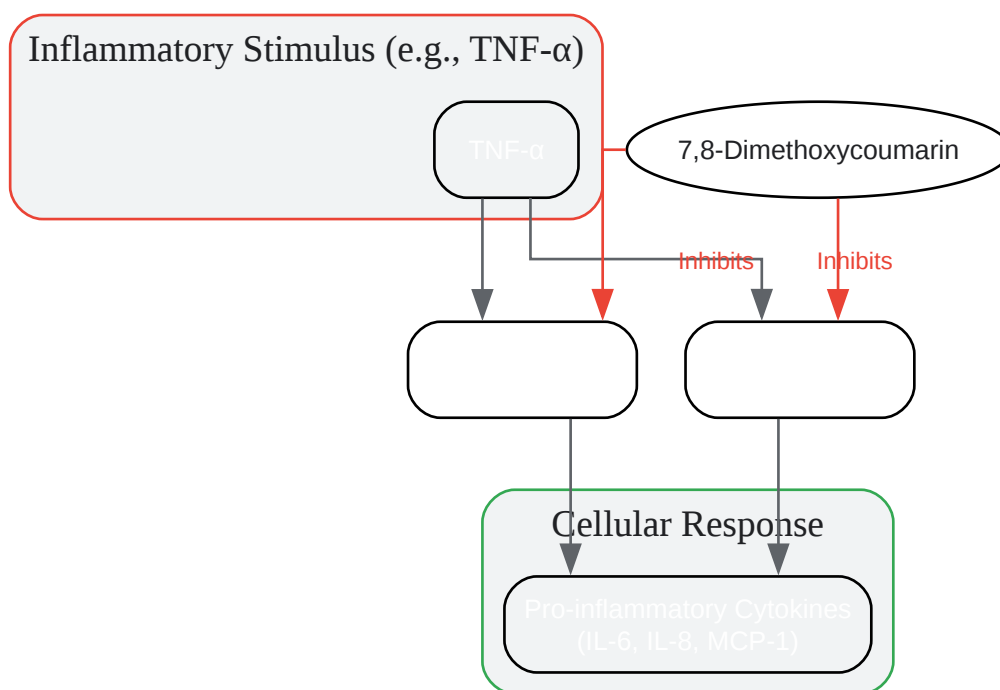 Inflammatory Stimulus (e.g., TNF-α)
TNF-α
7,8-Dimethoxycoumarin
Inhibits
Inhibits
Cellular Response
Pro-inflammatory Cytokines
(IL-6, IL-8, MCP-1)